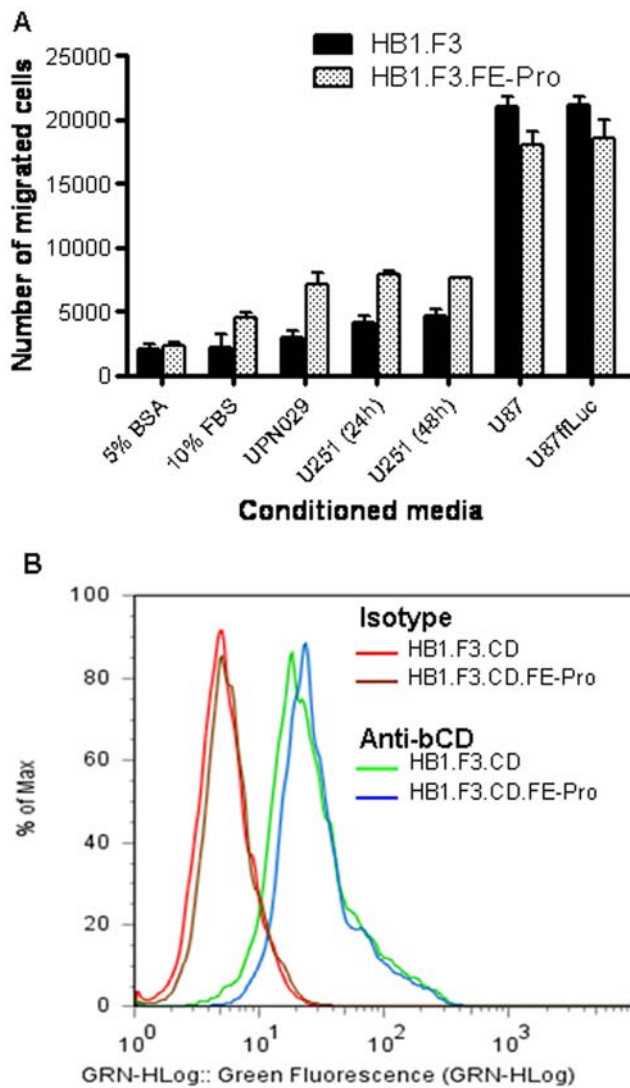 A
HB1.F3
HB1.F3.FE-Pro
Number of migrated cells
25000
20000
15000
10000
5000
0
5% BSA
10% FBS
UPN029
U251 (24h)
U251 (48h)
U87
U87ffLuc
Conditioned media
B
Isotype
HB1.F3.CD
HB1.F3.CD.FE-Pro
Anti-bCD
HB1.F3.CD
HB1.F3.CD.FE-Pro
% of Max
100
80
60
40
20
0
10^0
10^1
10^2
10^3
GRN-HLog:: Green Fluorescence (GRN-HLog)